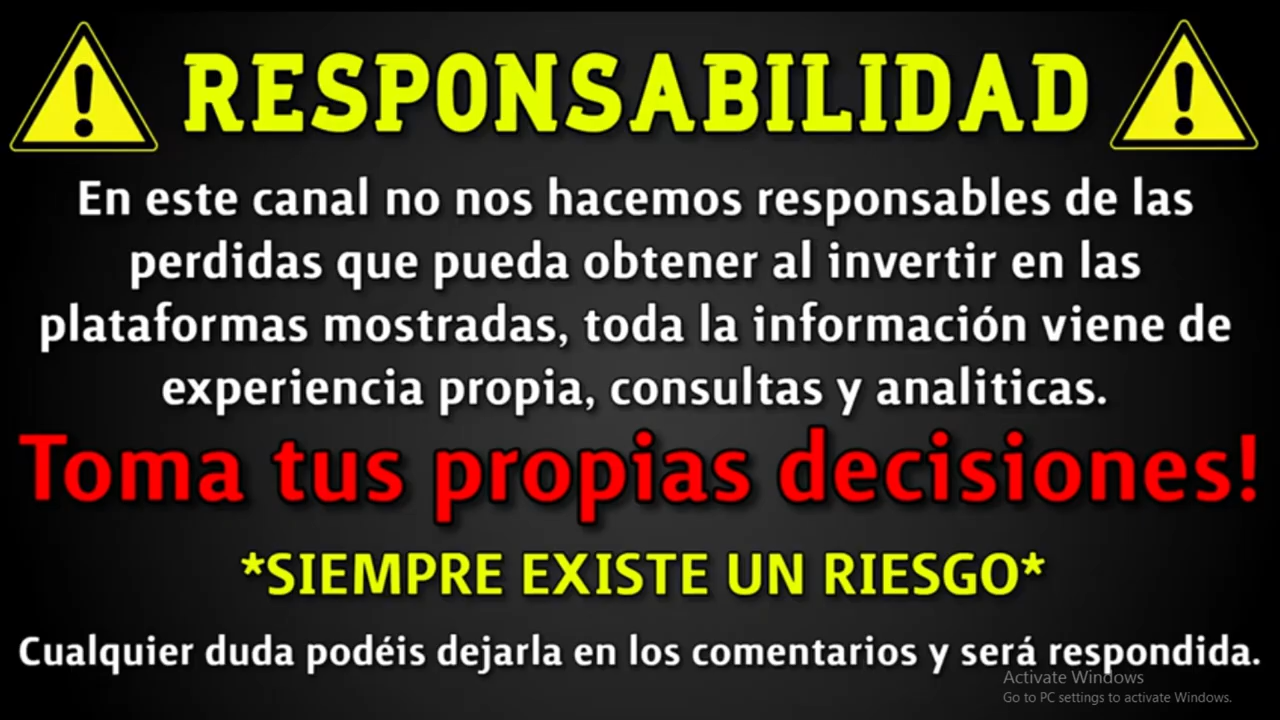 RESPONSABILIDAD
En este canal no nos hacemos responsables de las
perdidas que pueda obtener al invertir en las
plataformas mostradas, toda la información viene de
experiencia propia, consultas y analiticas.
Toma tus propias decisiones!
*SIEMPRE EXISTE UN RIESGO*
Cualquier duda podéis dejarla en los comentarios y será respondida.
Activate Windows
Go to PC settings to activate Windows.